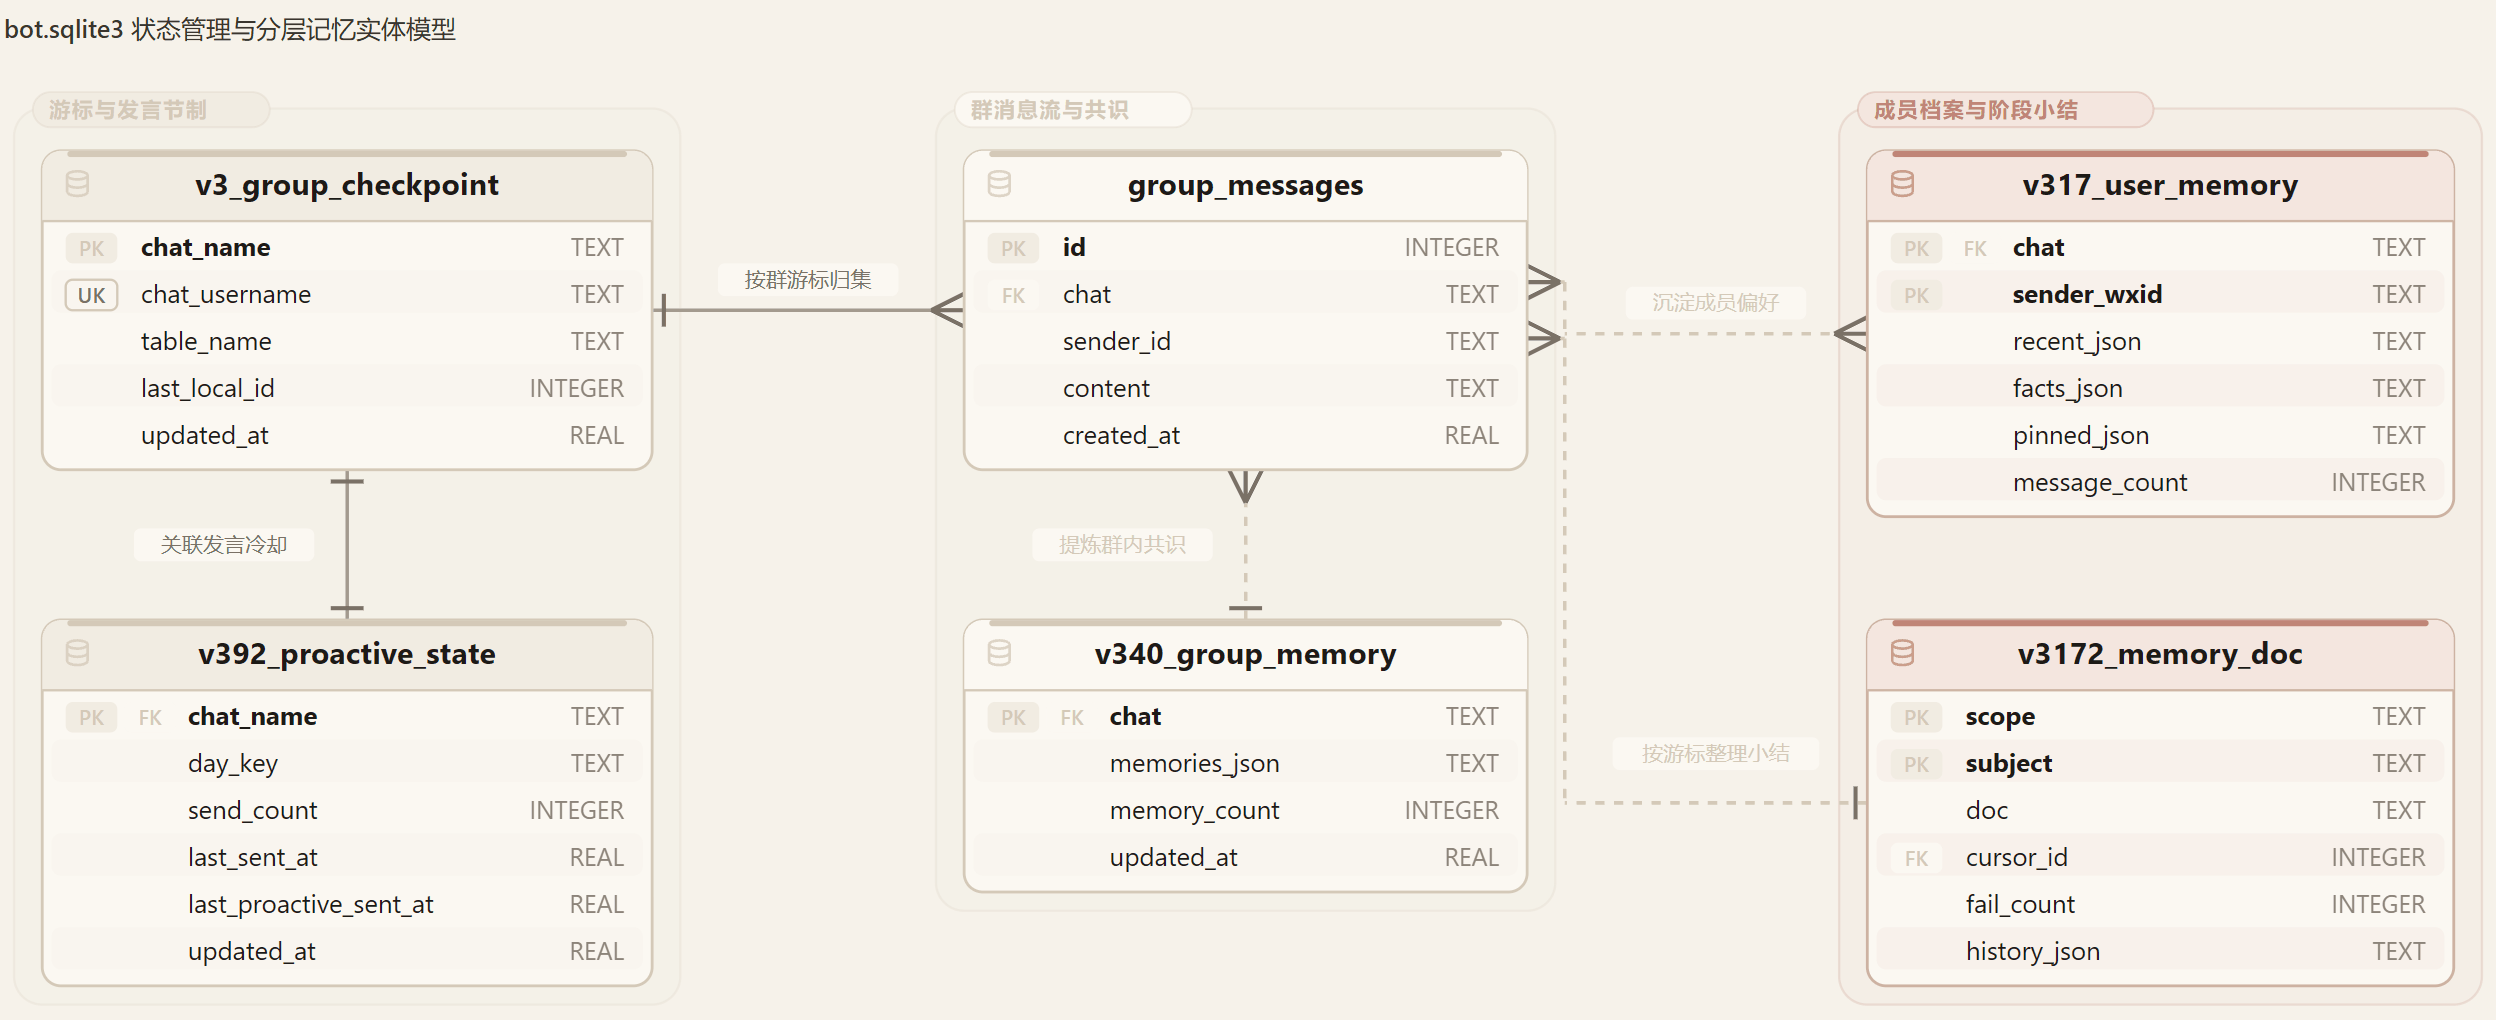 bot.sqlite3 状态管理与分层记忆实体模型
游标与发言节制
v3_group_checkpoint
PK chat_name TEXT
UK chat_username TEXT
table_name TEXT
last_local_id INTEGER
updated_at REAL
关联发言冷却
v392_proactive_state
PK FK chat_name TEXT
day_key TEXT
send_count INTEGER
last_sent_at REAL
last_proactive_sent_at REAL
updated_at REAL
按群游标归集
群消息流与共识
group_messages
PK id INTEGER
FK chat TEXT
sender_id TEXT
content TEXT
created_at REAL
提炼群内共识
v340_group_memory
PK FK chat TEXT
memories_json TEXT
memory_count INTEGER
updated_at REAL
沉淀成员偏好
按游标整理小结
成员档案与阶段小结
v317_user_memory
PK FK chat TEXT
PK sender_wxid TEXT
recent_json TEXT
facts_json TEXT
pinned_json TEXT
message_count INTEGER
v3172_memory_doc
PK scope TEXT
PK subject TEXT
doc TEXT
FK cursor_id INTEGER
fail_count INTEGER
history_json TEXT